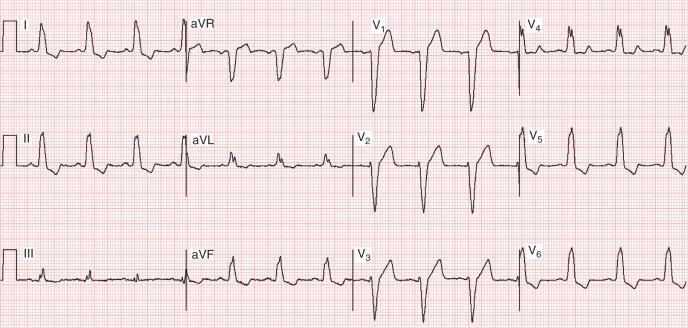 I aVR V₁ V₄
II aVL V₂ V₅
III aVF V₃ V₆